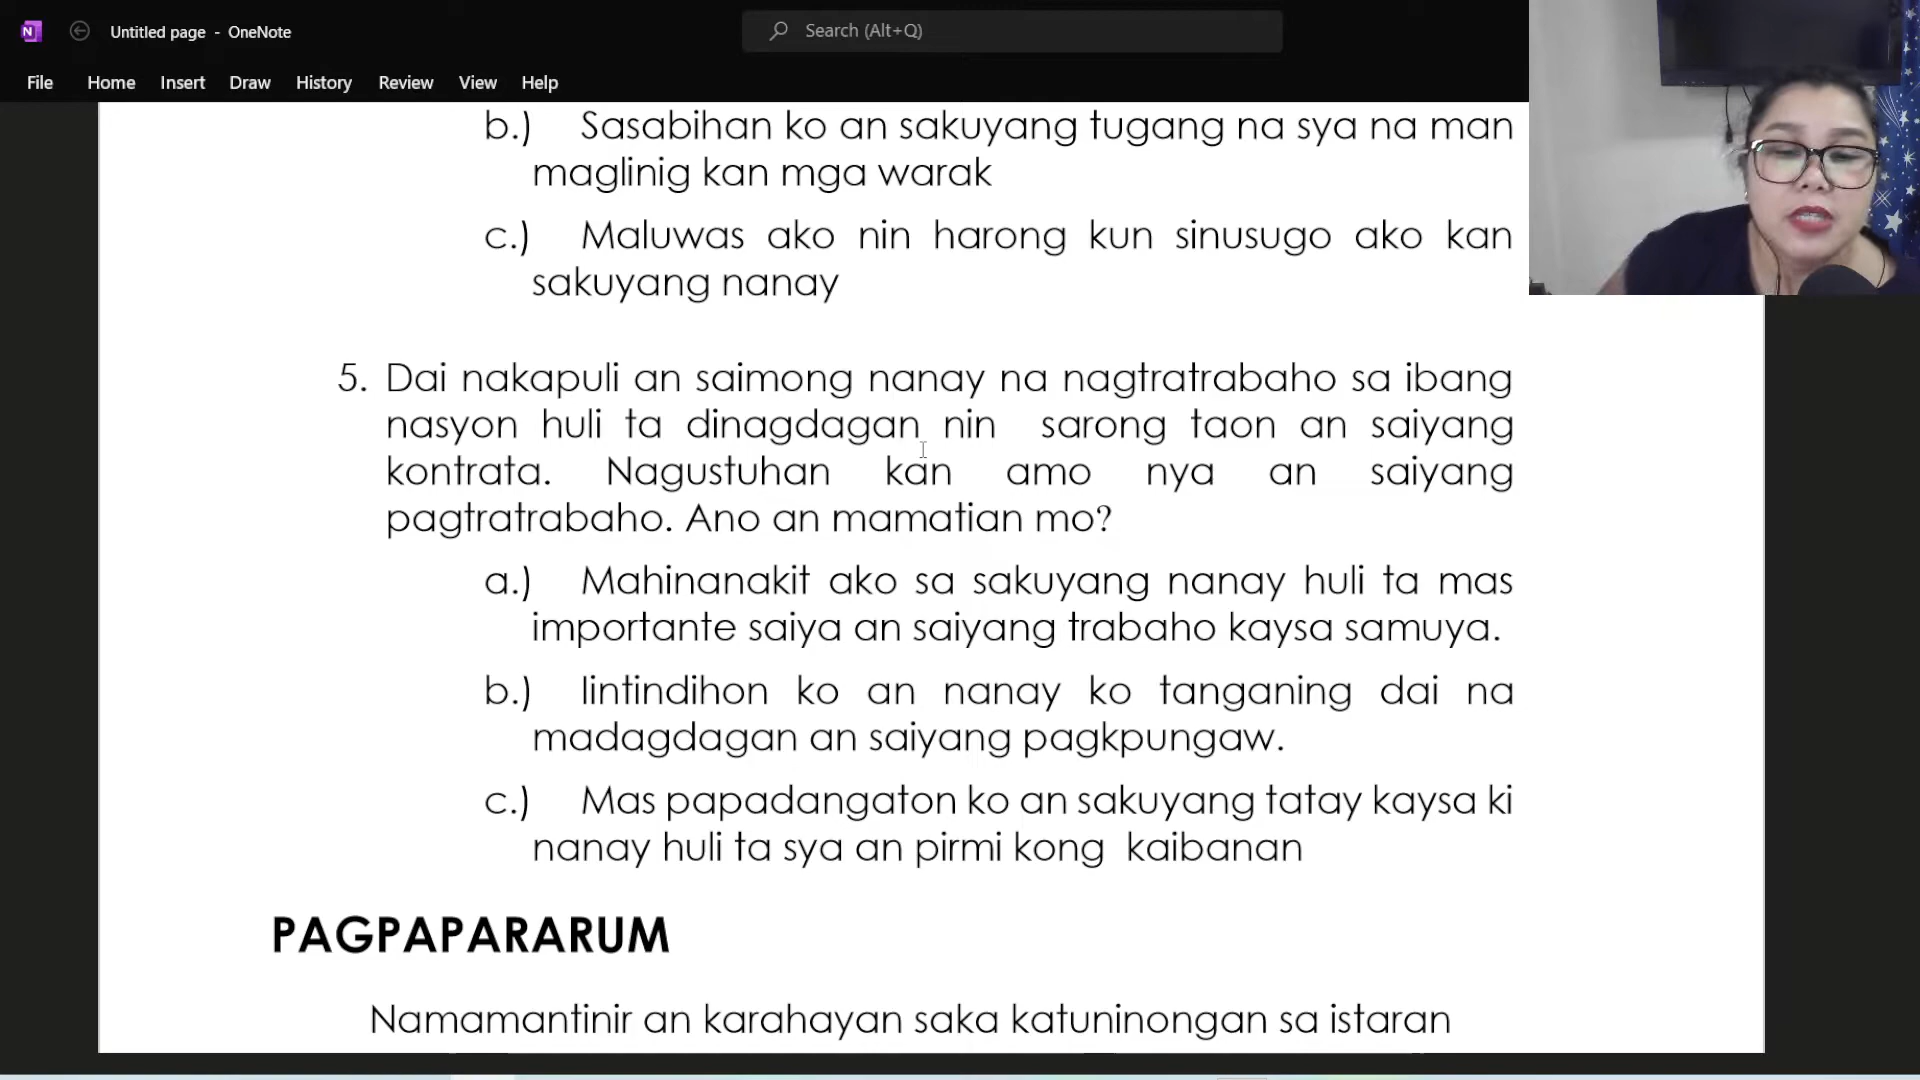 Untitled page - OneNote
Search (Alt+Q)
File Home Insert Draw History Review View Help
b.) Sasabihan ko an sakuyang tugang na sya na man
maglinig kan mga warak
c.) Maluwas ako nin harong kun sinusugo ako kan
sakuyang nanay
5. Dai nakapuli an saimong nanay na nagtratrabaho sa ibang
nasyon huli ta dinagdagan nin sarong taon an saiyang
kontrata. Nagustuhan kan amo nya an saiyang
pagtratrabaho. Ano an mamatian mo?
a.) Mahinanakit ako sa sakuyang nanay huli ta mas
importante saiya an saiyang trabaho kaysa samuya.
b.) Iintindihon ko an nanay ko tanganing dai na
madagdagan an saiyang pagkpungaw.
c.) Mas papadangaton ko an sakuyang tatay kaysa ki
nanay huli ta sya an pirmi kong kaibanan
PAGPAPARARUM
Namamantinir an karahayan saka katuninongan sa istaran